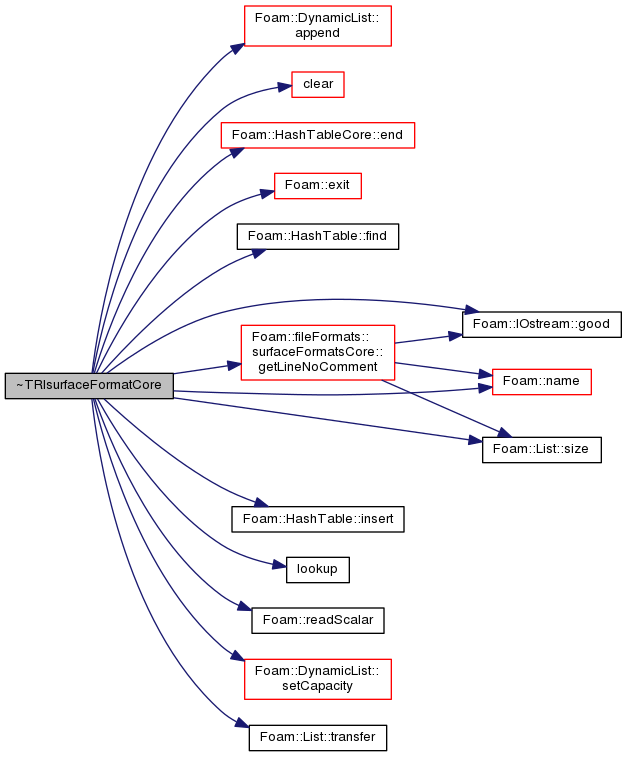 Foam::DynamicList::
append
clear
Foam::HashTableCore::end
Foam::exit
Foam::HashTable::find
Foam::IOstream::good
Foam::fileFormats::
surfaceFormatsCore::
getLineNoComment
~TRIsurfaceFormatCore
Foam::name
Foam::List::size
Foam::HashTable::insert
lookup
Foam::readScalar
Foam::DynamicList::
setCapacity
Foam::List::transfer